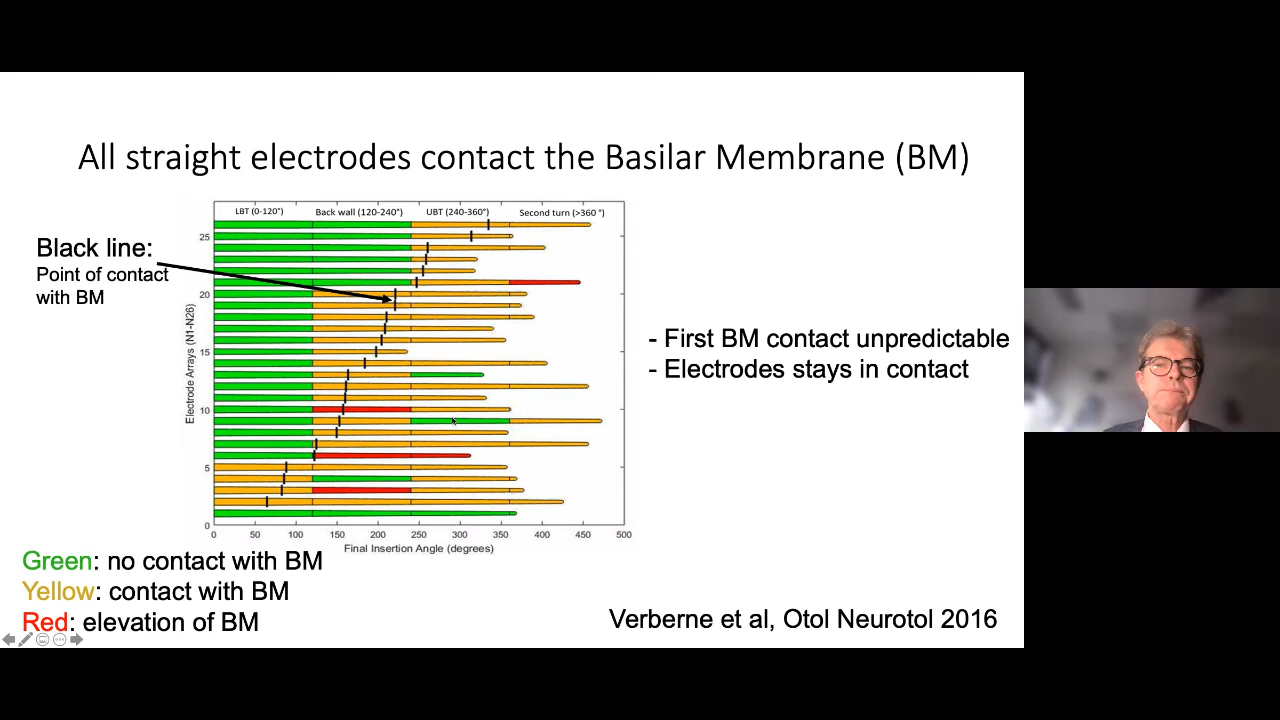 All straight electrodes contact the Basilar Membrane (BM)
LBT (0-120°)
Back wall (120-240°)
UBT (240-360°)
Second turn (>360 °)
Black line:
Point of contact
with BM
Electrode Arrays (N1-N26)
25
20
15
10
5
0
0
50
100
150
200
250
300
350
400
450
500
Final Insertion Angle (degrees)
- First BM contact unpredictable
- Electrodes stays in contact
Green: no contact with BM
Yellow: contact with BM
Red: elevation of BM
Verberne et al, Otol Neurotol 2016